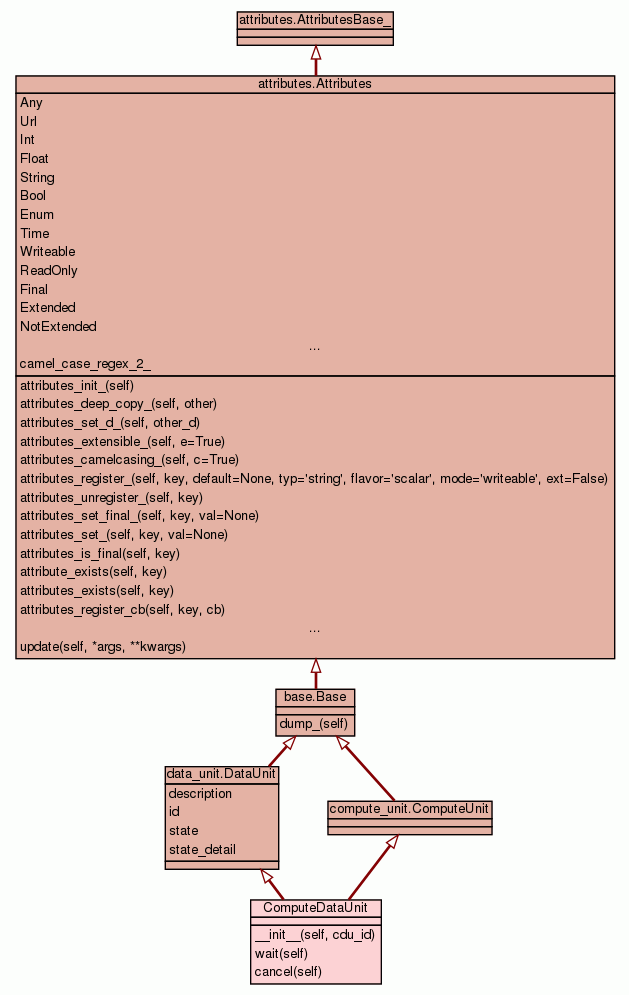 attributes.AttributesBase_
attributes.Attributes
Any
Url
Int
Float
String
Bool
Enum
Time
Writeable
ReadOnly
Final
Extended
NotExtended
...
camel_case_regex_2_
attributes_init_(self)
attributes_deep_copy_(self, other)
attributes_set_d_(self, other_d)
attributes_extensible_(self, e=True)
attributes_camelcasing_(self, c=True)
attributes_register_(self, key, default=None, typ='string', flavor='scalar', mode='writeable', ext=False)
attributes_unregister_(self, key)
attributes_set_final_(self, key, val=None)
attributes_set_(self, key, val=None)
attributes_is_final(self, key)
attribute_exists(self, key)
attributes_exists(self, key)
attributes_register_cb(self, key, cb)
...
update(self, *args, **kwargs)
base.Base
dump_(self)
data_unit.DataUnit
description
id
state
state_detail
compute_unit.ComputeUnit
ComputeDataUnit
__init__(self, cdu_id)
wait(self)
cancel(self)